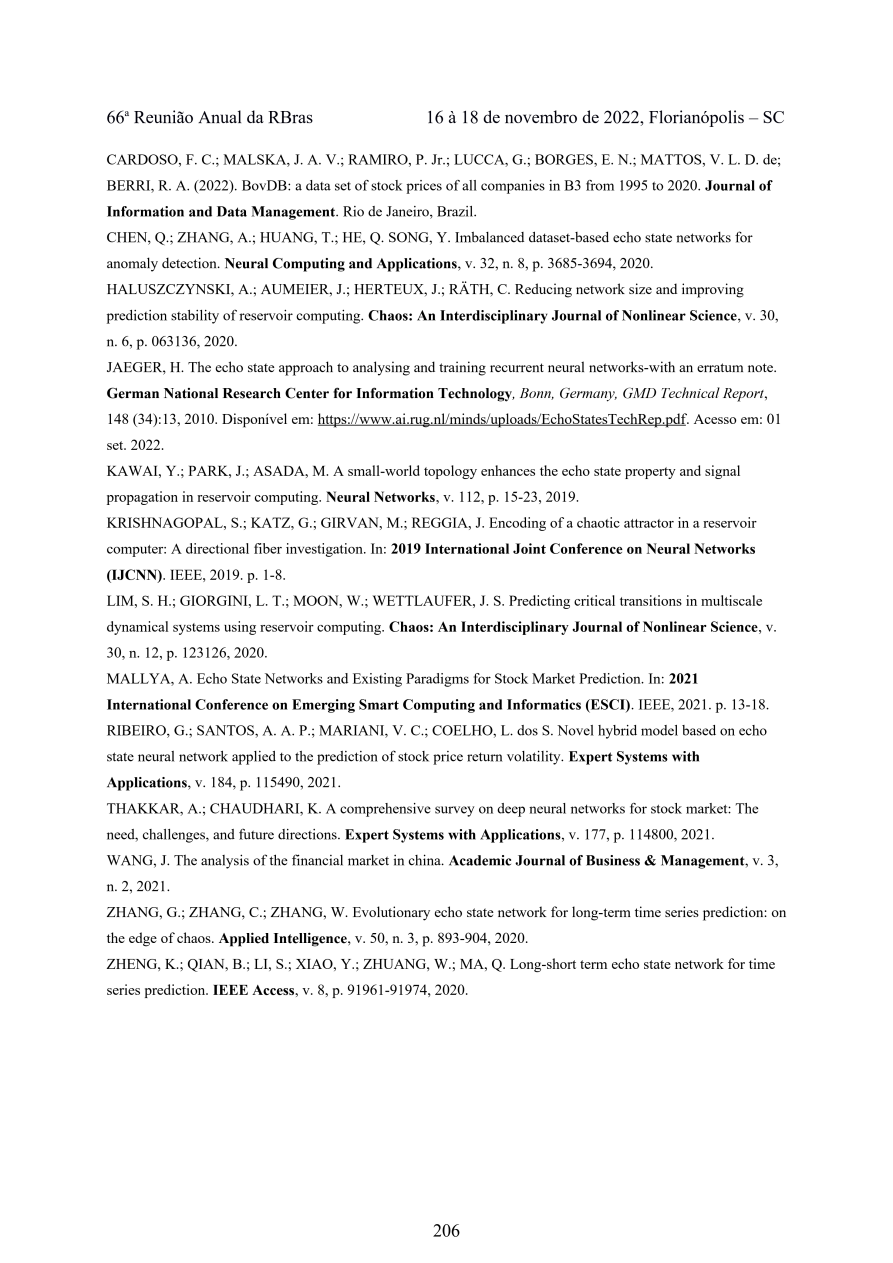 66ª Reunião Anual da RBras 16 à 18 de novembro de 2022, Florianópolis – SC
CARDOSO, F. C.; MALSKA, J. A. V.; RAMIRO, P. Jr.; LUCCA, G.; BORGES, E. N.; MATTOS, V. L. D. de;
BERRI, R. A. (2022). BovDB: a data set of stock prices of all companies in B3 from 1995 to 2020. Journal of
Information and Data Management. Rio de Janeiro, Brazil.
CHEN, Q.; ZHANG, A.; HUANG, T.; HE, Q. SONG, Y. Imbalanced dataset-based echo state networks for
anomaly detection. Neural Computing and Applications, v. 32, n. 8, p. 3685-3694, 2020.
HALUSZCZYNSKI, A.; AUMEIER, J.; HERTEUX, J.; RÄTH, C. Reducing network size and improving
prediction stability of reservoir computing. Chaos: An Interdisciplinary Journal of Nonlinear Science, v. 30,
n. 6, p. 063136, 2020.
JAEGER, H. The echo state approach to analysing and training recurrent neural networks-with an erratum note.
German National Research Center for Information Technology, Bonn, Germany, GMD Technical Report,
148 (34):13, 2010. Disponível em: https://www.ai.rug.nl/minds/uploads/EchoStatesTechRep.pdf. Acesso em: 01
set. 2022.
KAWAI, Y.; PARK, J.; ASADA, M. A small-world topology enhances the echo state property and signal
propagation in reservoir computing. Neural Networks, v. 112, p. 15-23, 2019.
KRISHNAGOPAL, S.; KATZ, G.; GIRVAN, M.; REGGIA, J. Encoding of a chaotic attractor in a reservoir
computer: A directional fiber investigation. In: 2019 International Joint Conference on Neural Networks
(IJCNN). IEEE, 2019. p. 1-8.
LIM, S. H.; GIORGINI, L. T.; MOON, W.; WETTLAUFER, J. S. Predicting critical transitions in multiscale
dynamical systems using reservoir computing. Chaos: An Interdisciplinary Journal of Nonlinear Science, v.
30, n. 12, p. 123126, 2020.
MALLYA, A. Echo State Networks and Existing Paradigms for Stock Market Prediction. In: 2021
International Conference on Emerging Smart Computing and Informatics (ESCI). IEEE, 2021. p. 13-18.
RIBEIRO, G.; SANTOS, A. A. P.; MARIANI, V. C.; COELHO, L. dos S. Novel hybrid model based on echo
state neural network applied to the prediction of stock price return volatility. Expert Systems with
Applications, v. 184, p. 115490, 2021.
THAKKAR, A.; CHAUDHARI, K. A comprehensive survey on deep neural networks for stock market: The
need, challenges, and future directions. Expert Systems with Applications, v. 177, p. 114800, 2021.
WANG, J. The analysis of the financial market in china. Academic Journal of Business & Management, v. 3,
n. 2, 2021.
ZHANG, G.; ZHANG, C.; ZHANG, W. Evolutionary echo state network for long-term time series prediction: on
the edge of chaos. Applied Intelligence, v. 50, n. 3, p. 893-904, 2020.
ZHENG, K.; QIAN, B.; LI, S.; XIAO, Y.; ZHUANG, W.; MA, Q. Long-short term echo state network for time
series prediction. IEEE Access, v. 8, p. 91961-91974, 2020.
206